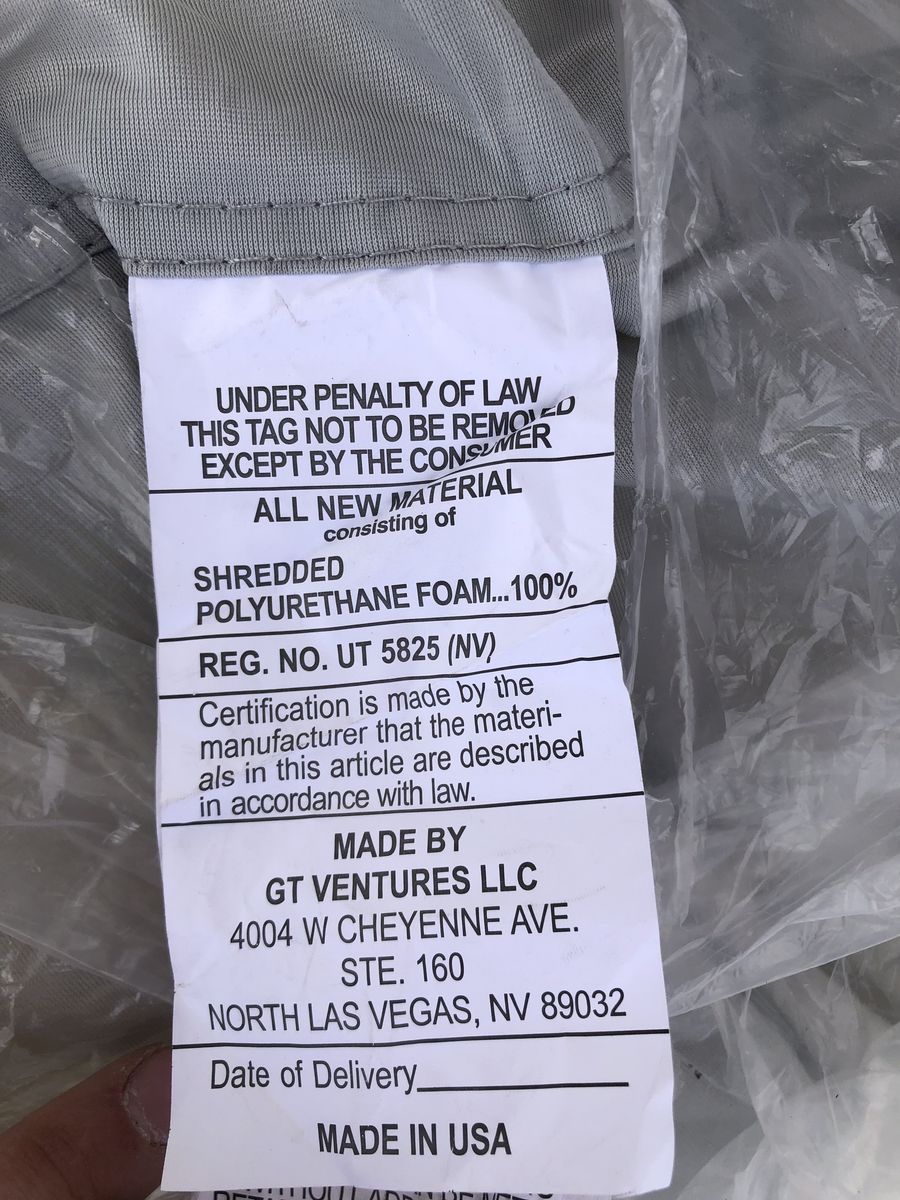 UNDER PENALTY OF LAW
THIS TAG NOT TO BE REMOVED
EXCEPT BY THE CONSUMER
ALL NEW MATERIAL
consisting of
SHREDDED
POLYURETHANE FOAM...100%
REG. NO. UT 5825 (NV)
Certification is made by the
manufacturer that the materi-
als in this article are described
in accordance with law.
MADE BY
GT VENTURES LLC
4004 W CHEYENNE AVE.
STE. 160
NORTH LAS VEGAS, NV 89032
Date of Delivery
MADE IN USA